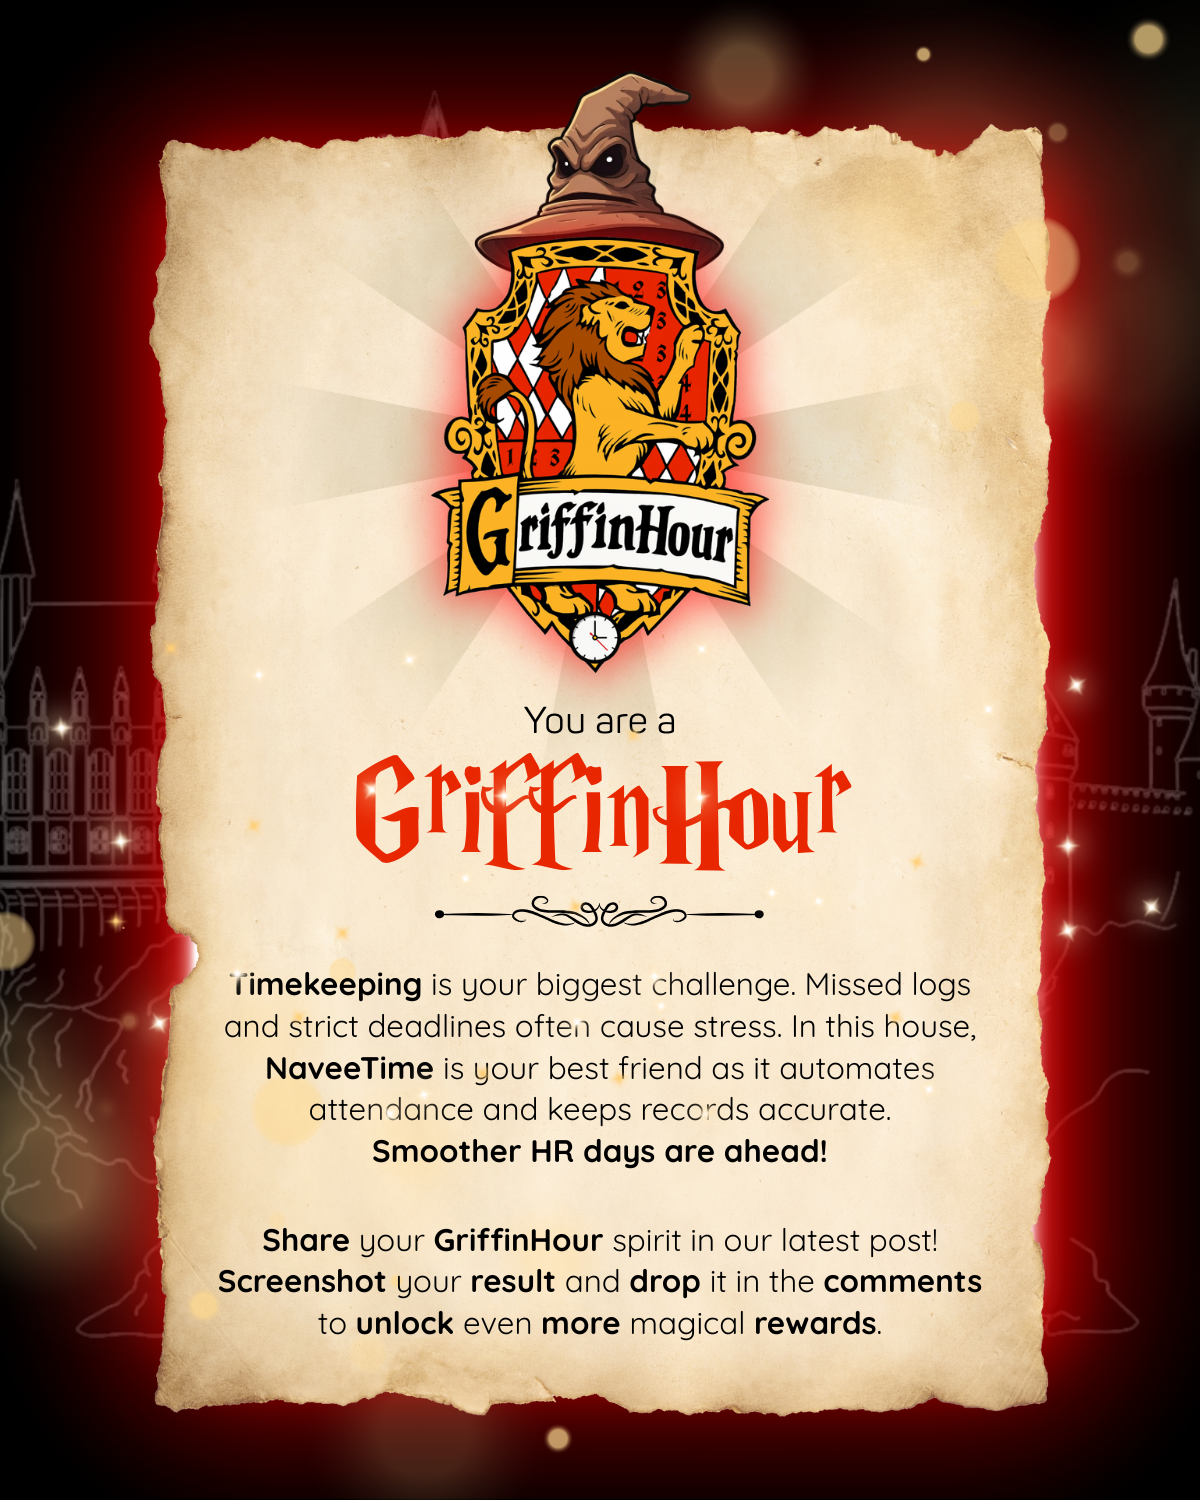 GriffinHour
You are a
GriffinHour
Timekeeping is your biggest challenge. Missed logs
and strict deadlines often cause stress. In this house,
NaveeTime is your best friend as it automates
attendance and keeps records accurate.
Smoother HR days are ahead!
Share your GriffinHour spirit in our latest post!
Screenshot your result and drop it in the comments
to unlock even more magical rewards.